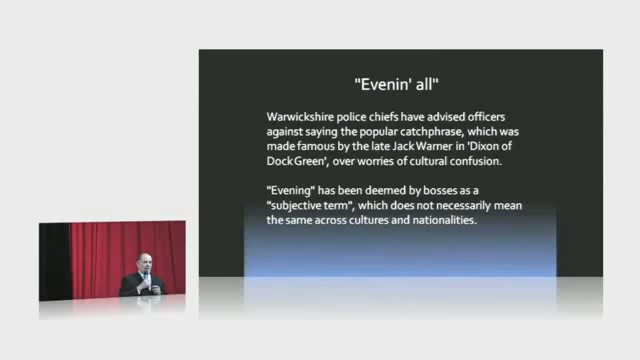 "Evenin' all"
Warwickshire police chiefs have advised officers
against saying the popular catchphrase, which was
made famous by the late Jack Warner in 'Dixon of
Dock Green', over worries of cultural confusion.
"Evening" has been deemed by bosses as a
"subjective term", which does not necessarily mean
the same across cultures and nationalities.